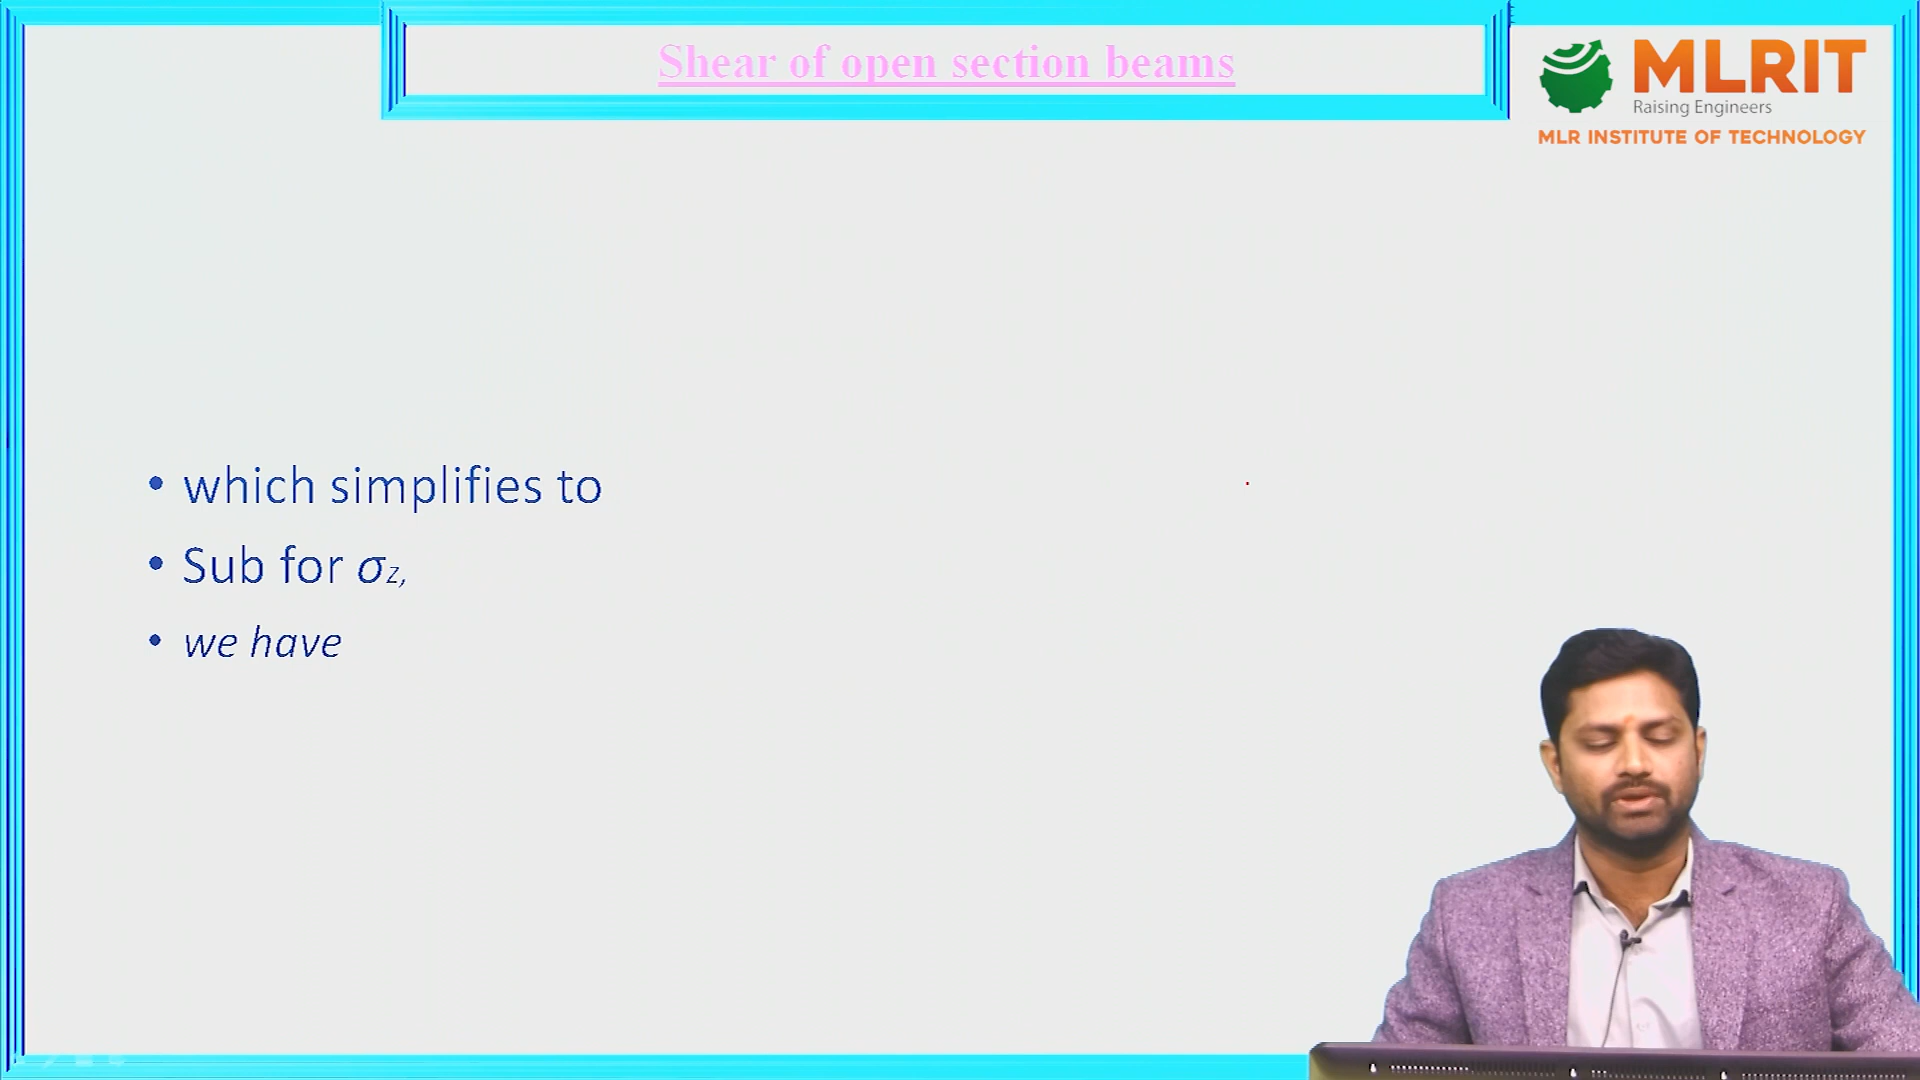 Shear of open section beams
MLRIT
Raising Engineers
MLR INSTITUTE OF TECHNOLOGY
• which simplifies to
• Sub for σz,
• we have